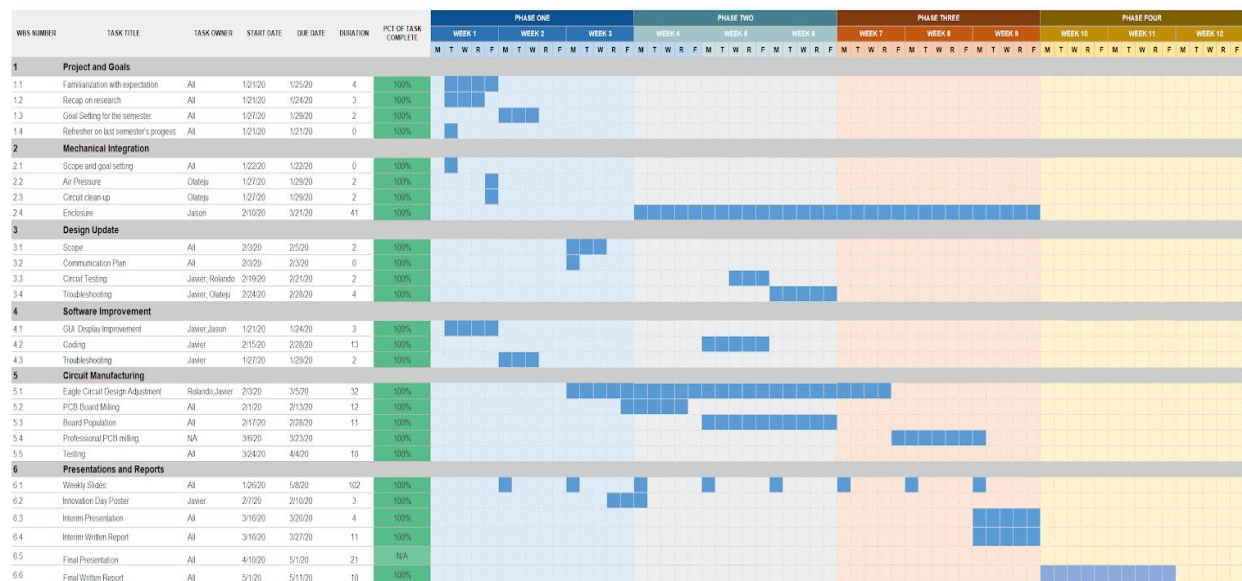 PHASE ONE PHASE TWO PHASE THREE PHASE FOUR
WBS NUMBER TASK TITLE TASK OWNER START DATE DUE DATE DURATION PCT OF TASK COMPLETE WEEK 1 WEEK 2 WEEK 3 WEEK 4 WEEK 5 WEEK 6 WEEK 7 WEEK 8 WEEK 9 WEEK 10 WEEK 11 WEEK 12
M T W R F M T W R F M T W R F M T W R F M T W R F M T W R F M T W R F M T W R F M T W R F M T W R F M T W R F M T W R F
1 Project and Goals
1.1 Familiarization with expectation All 1/21/20 1/25/20 4 100%
1.2 Recap on research All 1/21/20 1/24/20 3 100%
1.3 Goal Setting for the semester All 1/27/20 1/29/20 2 100%
1.4 Refresher on last semester's progess All 1/21/20 1/21/20 0 100%
2 Mechanical Integration
2.1 Scope and goal setting All 1/22/20 1/22/20 0 100%
2.2 Air Pressure Olateju 1/27/20 1/29/20 2 100%
2.3 Circuit clean-up Olateju 1/27/20 1/29/20 2 100%
2.4 Enclosure Jason 2/10/20 3/21/20 41 100%
3 Design Update
3.1 Scope All 2/3/20 2/5/20 2 100%
3.2 Communication Plan All 2/3/20 2/3/20 0 100%
3.3 Circuit Testing Javier, Rolando 2/19/20 2/21/20 2 100%
3.4 Troubleshooting Javier, Olateju 2/24/20 2/28/20 4 100%
4 Software Improvement
4.1 GUI Display Improvement Javier,Jason 1/21/20 1/24/20 3 100%
4.2 Coding Javier 2/15/20 2/28/20 13 100%
4.3 Troubleshooting Javier 1/27/20 1/29/20 2 100%
5 Circuit Manufacturing
5.1 Eagle Circuit Design Adjustment Rolando,Javier 2/3/20 3/5/20 32 100%
5.2 PCB Board Milling All 2/1/20 2/13/20 12 100%
5.3 Board Population All 2/17/20 2/28/20 11 100%
5.4 Professional PCB milling NA 3/6/20 3/23/20 100%
5.5 Testing All 3/24/20 4/4/20 10 100%
6 Presentations and Reports
6.1 Weekly Slides All 1/26/20 5/8/20 102 100%
6.2 Innovation Day Poster Javier 2/7/20 2/10/20 3 100%
6.3 Interim Presentation All 3/16/20 3/20/20 4 100%
6.4 Interim Written Report All 3/16/20 3/27/20 11 100%
6.5 Final Presentation All 4/10/20 5/1/20 21 N/A
6.6 Final Written Report All 5/1/20 5/11/20 10 100%